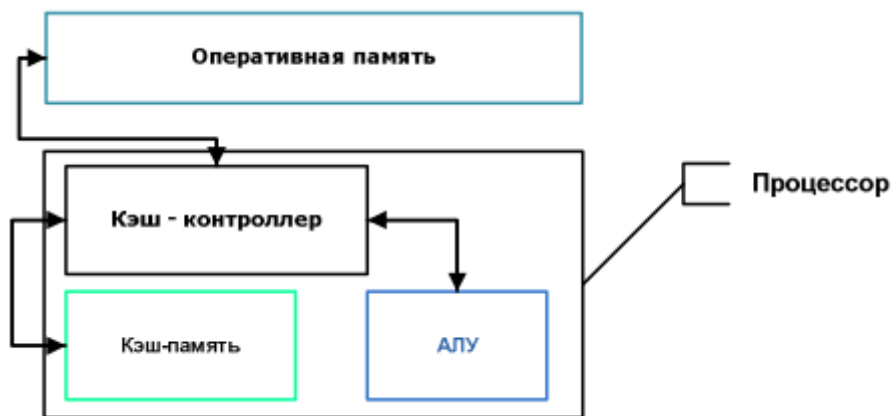 Оперативная память
Кэш - контроллер
Процессор
Кэш-память
АЛУ